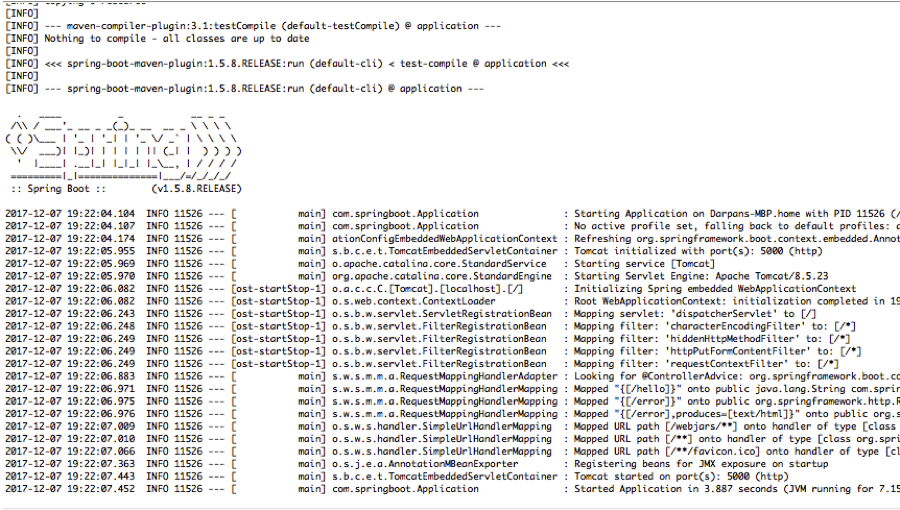 [INFO]
[INFO] --- maven-compiler-plugin:3.1:testCompile (default-testCompile) @ application ---
[INFO] Nothing to compile - all classes are up to date
[INFO]
[INFO] <<< spring-boot-maven-plugin:1.5.8.RELEASE:run (default-cli) < test-compile @ application <<<
[INFO]
[INFO] --- spring-boot-maven-plugin:1.5.8.RELEASE:run (default-cli) @ application ---
Spring
:: Spring Boot :: (v1.5.8.RELEASE)
2017-12-07 19:22:04.104 INFO 11526 --- [ main] com.springboot.Application : Starting Application on Darpans-MBP.home with PID 11526 (/
2017-12-07 19:22:04.107 INFO 11526 --- [ main] com.springboot.Application : No active profile set, falling back to default profiles:
2017-12-07 19:22:04.174 INFO 11526 --- [ main] ationConfigEmbeddedWebApplicationContext : Refreshing org.springframework.boot.context.embedded.Annot
2017-12-07 19:22:05.955 INFO 11526 --- [ main] s.b.c.e.t.TomcatEmbeddedServletContainer : Tomcat initialized with port(s): 5000 (http)
2017-12-07 19:22:05.969 INFO 11526 --- [ main] o.apache.catalina.core.StandardService : Starting service [Tomcat]
2017-12-07 19:22:05.970 INFO 11526 --- [ main] org.apache.catalina.core.StandardEngine : Starting Servlet Engine: Apache Tomcat/8.5.23
2017-12-07 19:22:06.082 INFO 11526 --- [ost-startStop-1] o.a.c.c.C.[Tomcat].[localhost].[/] : Initializing Spring embedded WebApplicationContext
2017-12-07 19:22:06.082 INFO 11526 --- [ost-startStop-1] o.s.web.context.ContextLoader : Root WebApplicationContext: initialization completed in 19
2017-12-07 19:22:06.243 INFO 11526 --- [ost-startStop-1] o.s.b.w.servlet.ServletRegistrationBean : Mapping servlet: 'dispatcherServlet' to [/]
2017-12-07 19:22:06.248 INFO 11526 --- [ost-startStop-1] o.s.b.w.servlet.FilterRegistrationBean : Mapping filter: 'characterEncodingFilter' to: [/*]
2017-12-07 19:22:06.249 INFO 11526 --- [ost-startStop-1] o.s.b.w.servlet.FilterRegistrationBean : Mapping filter: 'hiddenHttpMethodFilter' to: [/*]
2017-12-07 19:22:06.249 INFO 11526 --- [ost-startStop-1] o.s.b.w.servlet.FilterRegistrationBean : Mapping filter: 'httpPutFormContentFilter' to: [/*]
2017-12-07 19:22:06.249 INFO 11526 --- [ost-startStop-1] o.s.b.w.servlet.FilterRegistrationBean : Mapping filter: 'requestContextFilter' to: [/*]
2017-12-07 19:22:06.883 INFO 11526 --- [ main] s.w.s.m.m.a.RequestMappingHandlerAdapter : Looking for @ControllerAdvice: org.springframework.boot.co
2017-12-07 19:22:06.971 INFO 11526 --- [ main] s.w.s.m.m.a.RequestMappingHandlerMapping : Mapped "{[/hello]}" onto public java.lang.String com.sprin
2017-12-07 19:22:06.975 INFO 11526 --- [ main] s.w.s.m.m.a.RequestMappingHandlerMapping : Mapped "{[/error]}" onto public org.springframework.http.R
2017-12-07 19:22:06.976 INFO 11526 --- [ main] s.w.s.m.m.a.RequestMappingHandlerMapping : Mapped "{[/error],produces=[text/html]}" onto public org.s
2017-12-07 19:22:07.009 INFO 11526 --- [ main] o.s.w.s.handler.SimpleUrlHandlerMapping : Mapped URL path [/webjars/**] onto handler of type [class
2017-12-07 19:22:07.010 INFO 11526 --- [ main] o.s.w.s.handler.SimpleUrlHandlerMapping : Mapped URL path [/**] onto handler of type [class org.spri
2017-12-07 19:22:07.066 INFO 11526 --- [ main] o.s.w.s.handler.SimpleUrlHandlerMapping : Mapped URL path [/**/favicon.ico] onto handler of type [cl
2017-12-07 19:22:07.363 INFO 11526 --- [ main] o.s.j.e.a.AnnotationMBeanExporter : Registering beans for JMX exposure on startup
2017-12-07 19:22:07.443 INFO 11526 --- [ main] s.b.c.e.t.TomcatEmbeddedServletContainer : Tomcat started on port(s): 5000 (http)
2017-12-07 19:22:07.452 INFO 11526 --- [ main] com.springboot.Application : Started Application in 3.887 seconds (JVM running for 7.15